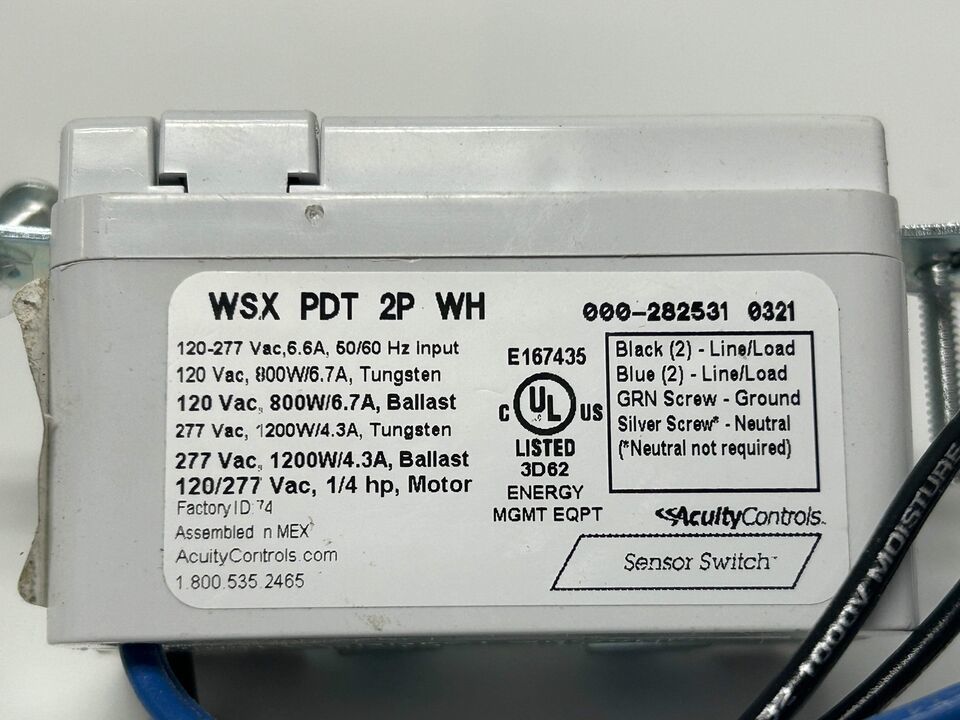 WSX PDT 2P WH
000-282531 0321
120-277 Vac,6.6A, 50/60 Hz Input
120 Vac, 800W/6.7A, Tungsten
120 Vac, 800W/6.7A, Ballast
277 Vac, 1200W/4.3A, Tungsten
277 Vac, 1200W/4.3A, Ballast
120/277 Vac, 1/4 hp, Motor
Factory ID:74
Assembled n MEX
AcuityControls.com
1.800.535.2465
E167435
C UL US
LISTED
3D62
ENERGY
MGMT EQPT
Black (2) - Line/Load
Blue (2) - Line/Load
GRN Screw - Ground
Silver Screw* - Neutral
(*Neutral not required)
AcuityControls
Sensor Switch™
1000V MOISTURE